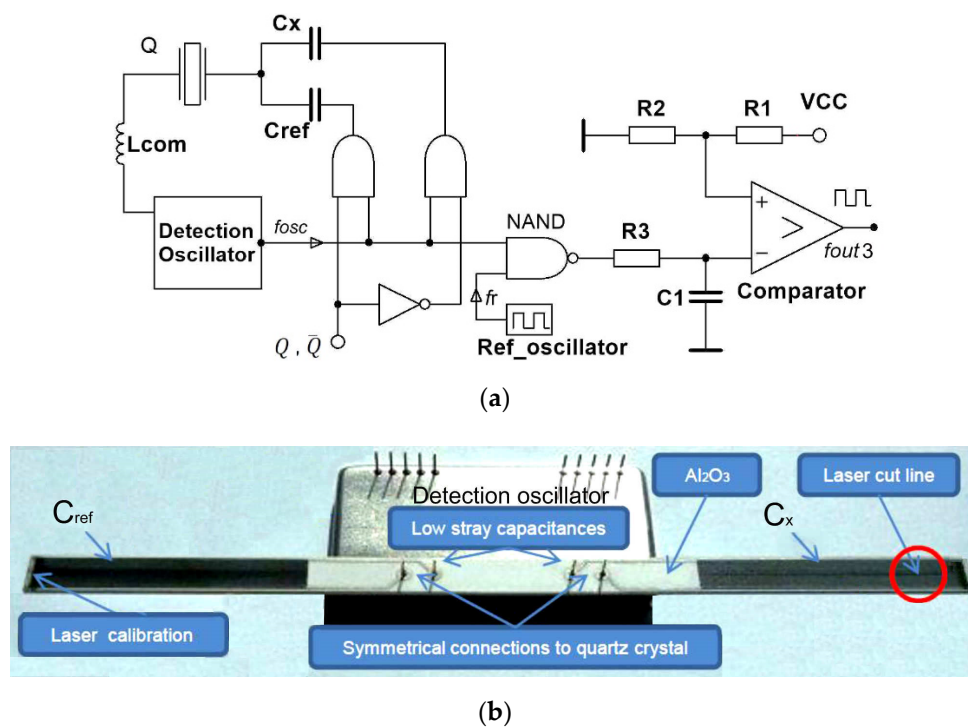 Q
Cx
Cref
Lcom
Detection
Oscillator
fosc
Q , Q̄
NAND
fr
Ref_oscillator
R3
C1
R2
R1
VCC
+
>
−
Comparator
fout3
(a)
Cref
Detection oscillator
Low stray capacitances
Al2O3
Laser cut line
Cx
Laser calibration
Symmetrical connections to quartz crystal
(b)